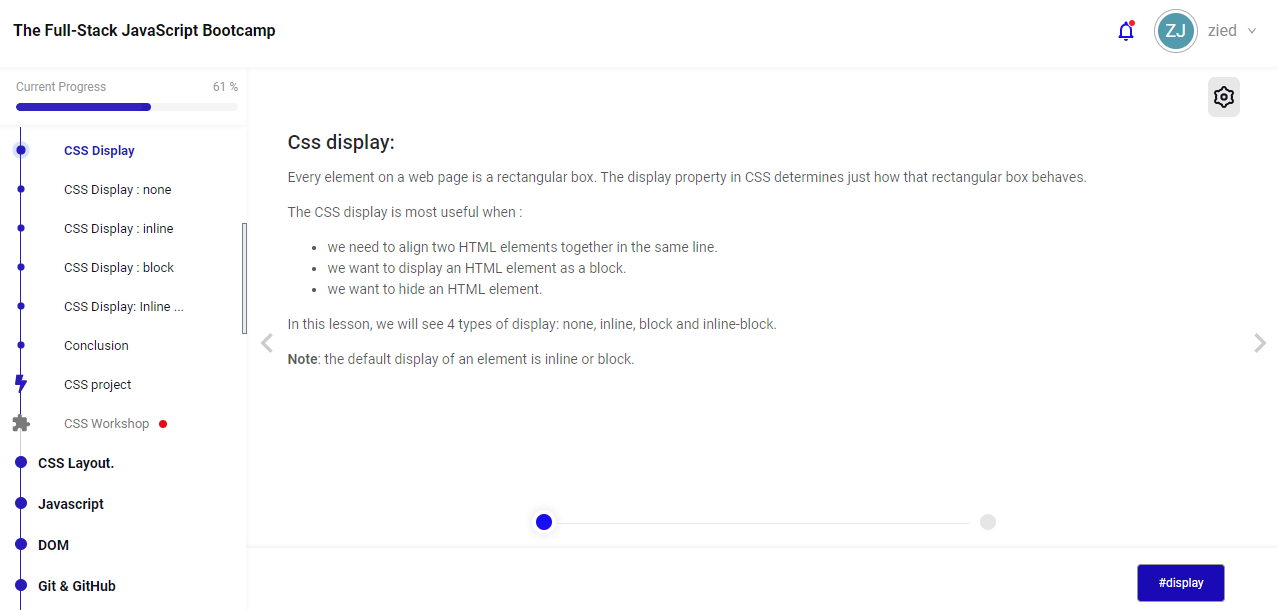 The Full-Stack JavaScript Bootcamp
ZJ
zied
Current Progress
61 %
CSS Display
CSS Display : none
CSS Display : inline
CSS Display : block
CSS Display: Inline ...
Conclusion
CSS project
CSS Workshop
CSS Layout.
Javascript
DOM
Git & GitHub
Css display:
Every element on a web page is a rectangular box. The display property in CSS determines just how that rectangular box behaves.
The CSS display is most useful when :
• we need to align two HTML elements together in the same line.
• we want to display an HTML element as a block.
• we want to hide an HTML element.
In this lesson, we will see 4 types of display: none, inline, block and inline-block.
Note: the default display of an element is inline or block.
#display